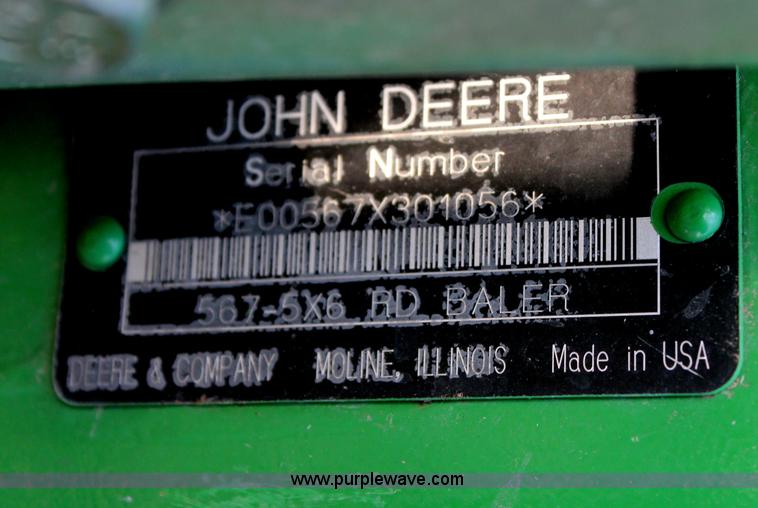 JOHN DEERE
Serial Number
*E00567X301056*
567-5X6 RD BALER
DEERE & COMPANY MOLINE, ILLINOIS Made in USA
www.purplewave.com